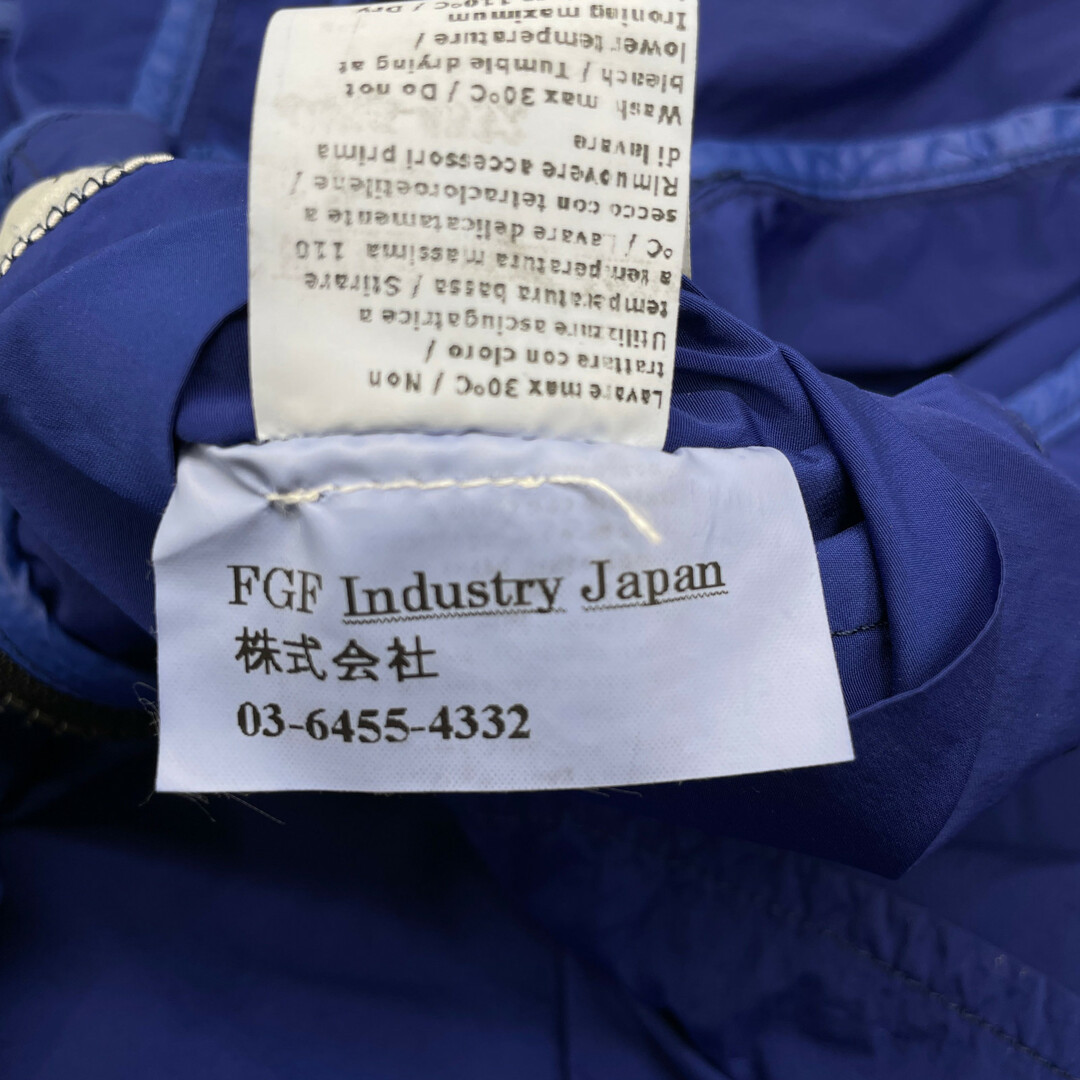 Lavare max 30°C / Non
trattare con cloro /
Utilizzare asciugatrice a
temperatura bassa / Stirare
a temperatura massima 110
°C / Lavare delicatamente a
secco con tetracloroetilene /
Rimuovere accessori prima
di lavare
Wash max 30°C / Do not
bleach / Tumble drying at
lower temperature /
Ironing maximum
110°C / Dry
FGF Industry Japan
株式会社
03-6455-4332